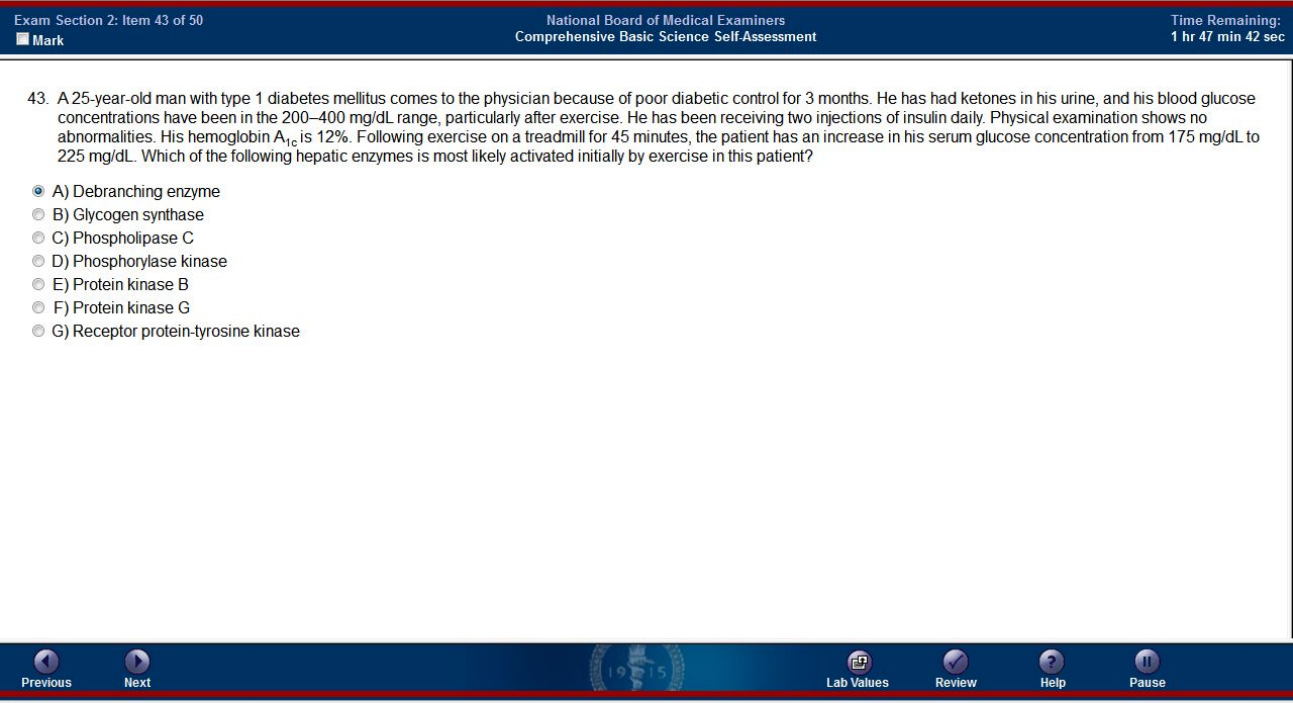 Exam Section 2: Item 43 of 50
National Board of Medical Examiners
Time Remaining:
Mark
Comprehensive Basic Science Self-Assessment
1 hr 47 min 42 sec
43. A 25-year-old man with type 1 diabetes mellitus comes to the physician because of poor diabetic control for 3 months. He has had ketones in his urine, and his blood glucose
concentrations have been in the 200–400 mg/dL range, particularly after exercise. He has been receiving two injections of insulin daily. Physical examination shows no
abnormalities. His hemoglobin A1c is 12%. Following exercise on a treadmill for 45 minutes, the patient has an increase in his serum glucose concentration from 175 mg/dL to
225 mg/dL. Which of the following hepatic enzymes is most likely activated initially by exercise in this patient?
A) Debranching enzyme
B) Glycogen synthase
C) Phospholipase C
D) Phosphorylase kinase
E) Protein kinase B
F) Protein kinase G
G) Receptor protein-tyrosine kinase
1915
Previous
Next
Lab Values
Review
Help
Pause